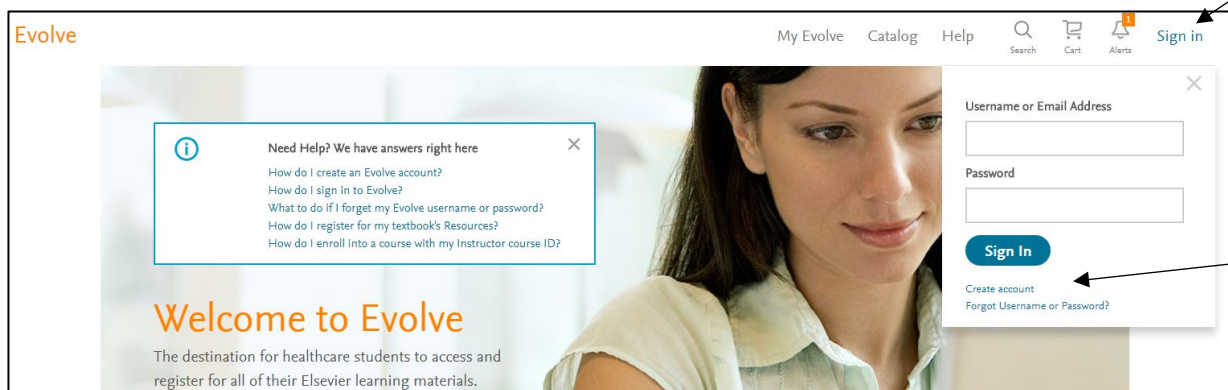 Evolve
My Evolve Catalog Help
Search
Cart
1
Alerts
Sign in
Need Help? We have answers right here
How do I create an Evolve account?
How do I sign in to Evolve?
What to do if I forget my Evolve username or password?
How do I register for my textbook's Resources?
How do I enroll into a course with my Instructor course ID?
Username or Email Address
Password
Sign In
Create account
Forgot Username or Password?
Welcome to Evolve
The destination for healthcare students to access and
register for all of their Elsevier learning materials.